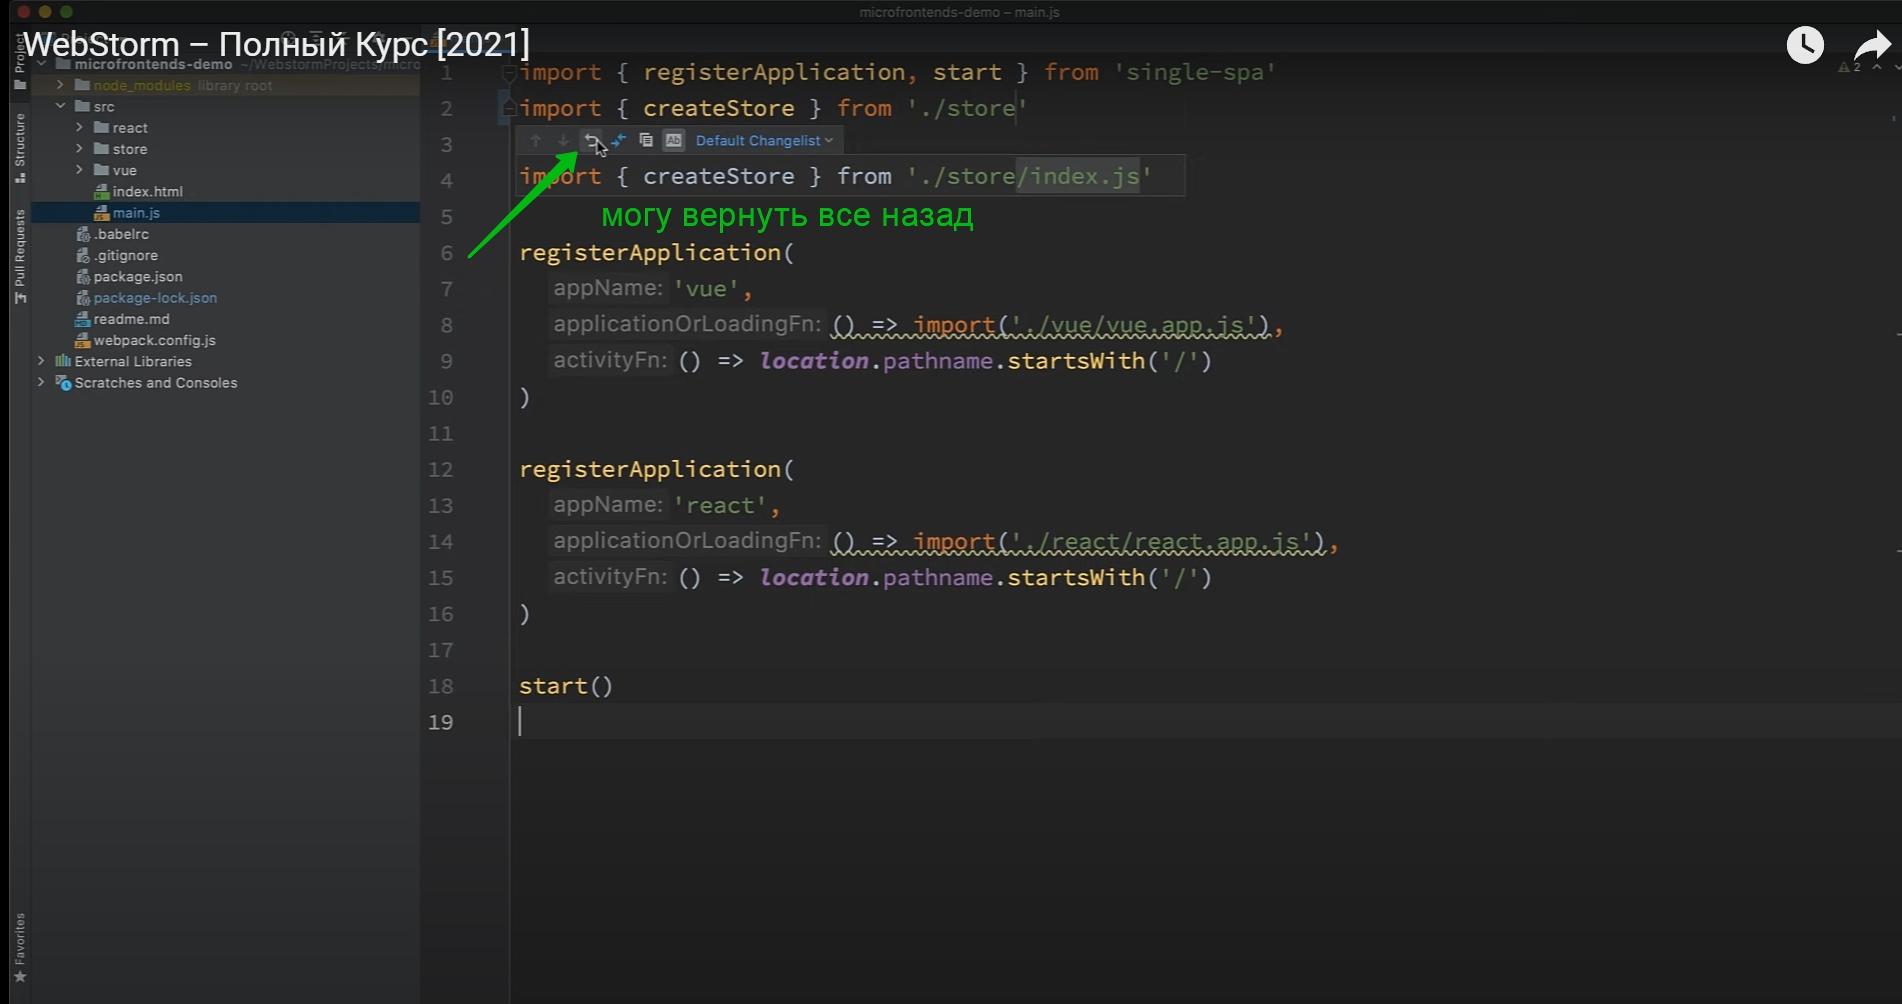 microfrontends-demo – main.js
WebStorm – Полный Курс [2021]
Project
Structure
Pull Requests
Favorites
microfrontends-demo ~/WebstormProjects/micro
node_modules library root
src
react
store
vue
index.html
main.js
.babelrc
.gitignore
package.json
package-lock.json
readme.md
webpack.config.js
External Libraries
Scratches and Consoles
2
1 import { registerApplication, start } from 'single-spa'
2 import { createStore } from './store'
3
Default Changelist
4
import { createStore } from './store/index.js'
могу вернуть все назад
5
6 registerApplication(
7 appName: 'vue',
8 applicationOrLoadingFn: () => import('./vue/vue.app.js'),
9 activityFn: () => location.pathname.startsWith('/')
10 )
11
12 registerApplication(
13 appName: 'react',
14 applicationOrLoadingFn: () => import('./react/react.app.js'),
15 activityFn: () => location.pathname.startsWith('/')
16 )
17
18 start()
19